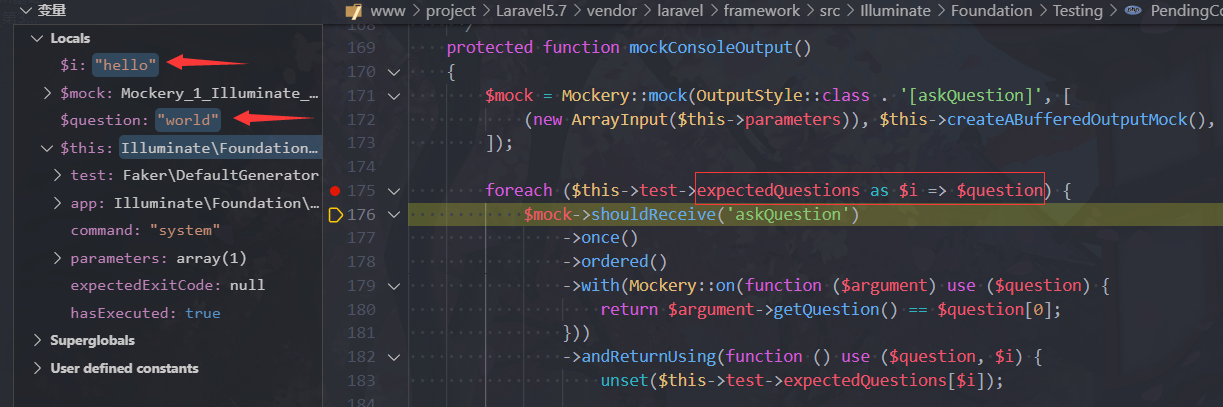 变量
www > project > Laravel5.7 > vendor > laravel > framework > src > Illuminate > Foundation > Testing >
Locals
$i: "hello"
$mock: Mockery_1_Illuminate_…
$question: "world"
$this: Illuminate\Foundation…
test: Faker\DefaultGenerator
app: Illuminate\Foundation\…
command: "system"
parameters: array(1)
expectedExitCode: null
hasExecuted: true
Superglobals
User defined constants
169 protected function mockConsoleOutput()
170 {
171 $mock = Mockery::mock(OutputStyle::class . '[askQuestion]', [
172 (new ArrayInput($this->parameters)), $this->createABufferedOutputMock(),
173 ]);
174
175 foreach ($this->test->expectedQuestions as $i => $question) {
176 $mock->shouldReceive('askQuestion')
177 ->once()
178 ->ordered()
179 ->with(Mockery::on(function ($argument) use ($question) {
180 return $argument->getQuestion() == $question[0];
181 }))
182 ->andReturnUsing(function () use ($question, $i) {
183 unset($this->test->expectedQuestions[$i]);
184